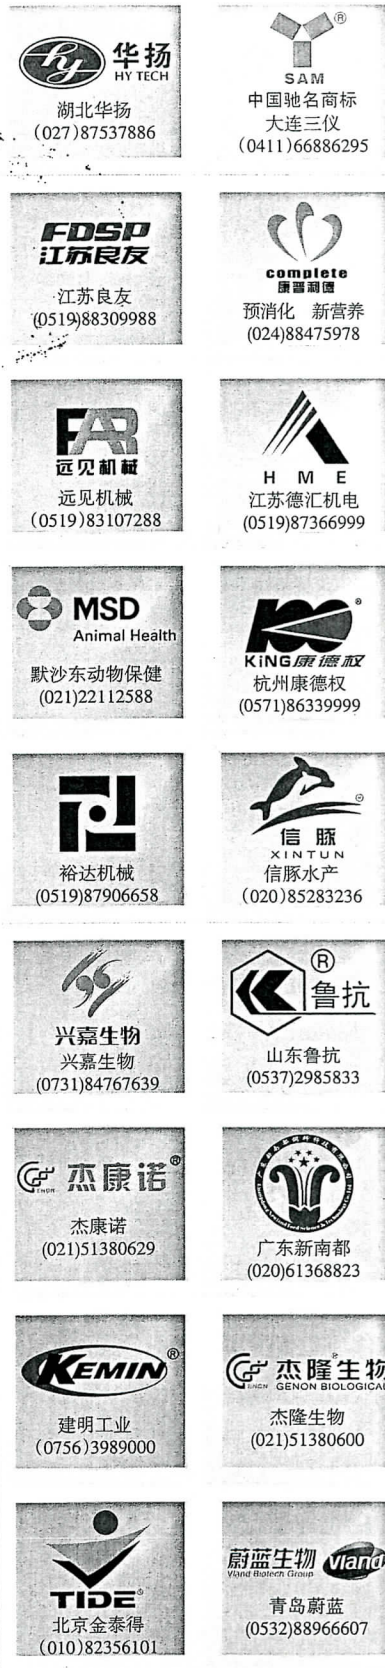 hy 华扬
HY TECH
湖北华扬
(027)87537886
®
SAM
中国驰名商标
大连三仪
(0411)66886295
FDSP
江苏良友
江苏良友
(0519)88309988
complete
康普利德
预消化 新营养
(024)88475978
FAR
远见机械
远见机械
(0519)83107288
H M E
江苏德汇机电
(0519)87366999
MSD
Animal Health
默沙东动物保健
(021)22112588
®
KiNG康德权
杭州康德权
(0571)86339999
裕达机械
(0519)87906658
信豚
XINTUN
信豚水产
(020)85283236
兴嘉生物
兴嘉生物
(0731)84767639
®
鲁抗
山东鲁抗
(0537)2985833
GENON 杰康诺®
杰康诺
(021)51380629
广东新南都
(020)61368823
KEMIN®
建明工业
(0756)3989000
GENON 杰隆生物
GENON BIOLOGICAL
杰隆生物
(021)51380600
TIDE®
北京金泰得
(010)82356101
蔚蓝生物 Vland
Vland Biotech Group
青岛蔚蓝
(0532)88966607